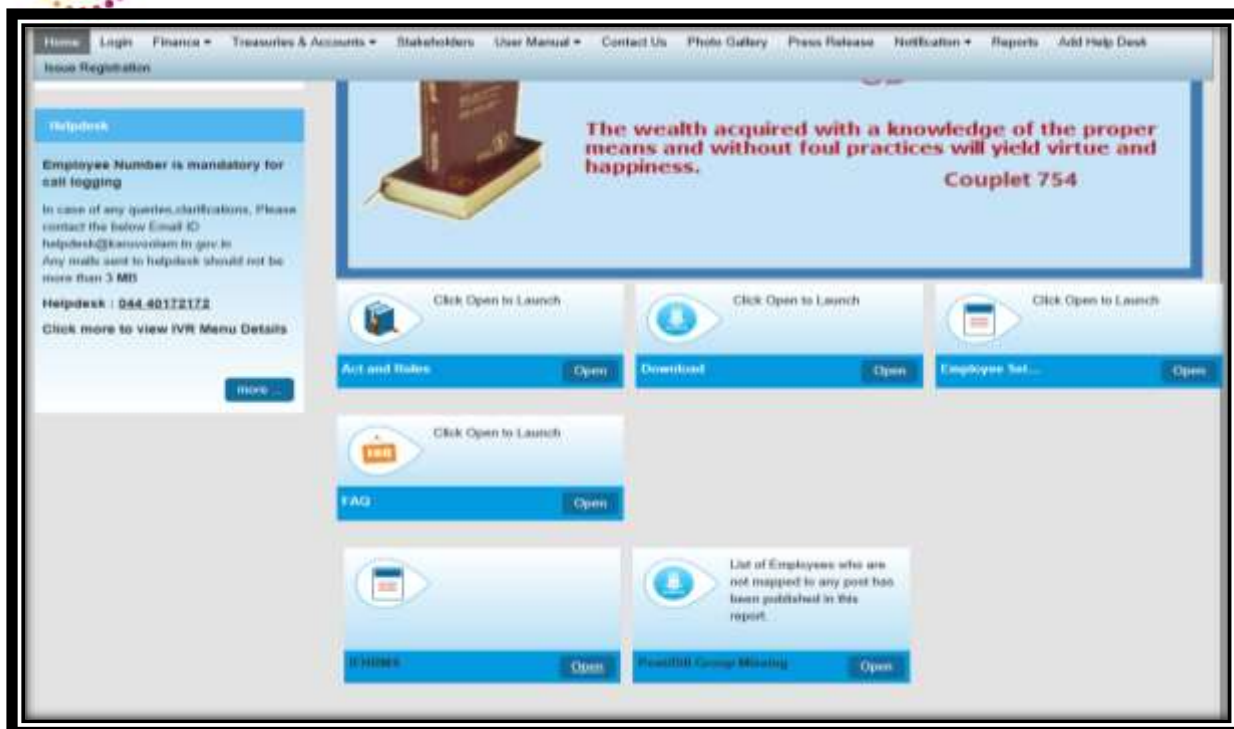 Home Login Finance Treasuries & Accounts Stakeholders User Manual Contact Us Photo Gallery Press Release Notification Reports Add Help Desk
Issue Registration
Helpdesk
Employee Number is mandatory for
call logging
In case of any queries,clarifications, Please
contact the below Email ID
Any mails sent to helpdesk should not be
more than 3 MB
Helpdesk : 044 40172172
Click more to view IVR Menu Details
more ...
The wealth acquired with a knowledge of the proper
means and without foul practices will yield virtue and
happiness.
Couplet 754
Click Open to Launch
Act and Rules Open
Click Open to Launch
Download Open
Click Open to Launch
Employee Sel... Open
Click Open to Launch
FAQ Open
IFHRMS Open
List of Employees who are
not mapped to any post has
been published in this
report.
Post/Bill Group Missing Open